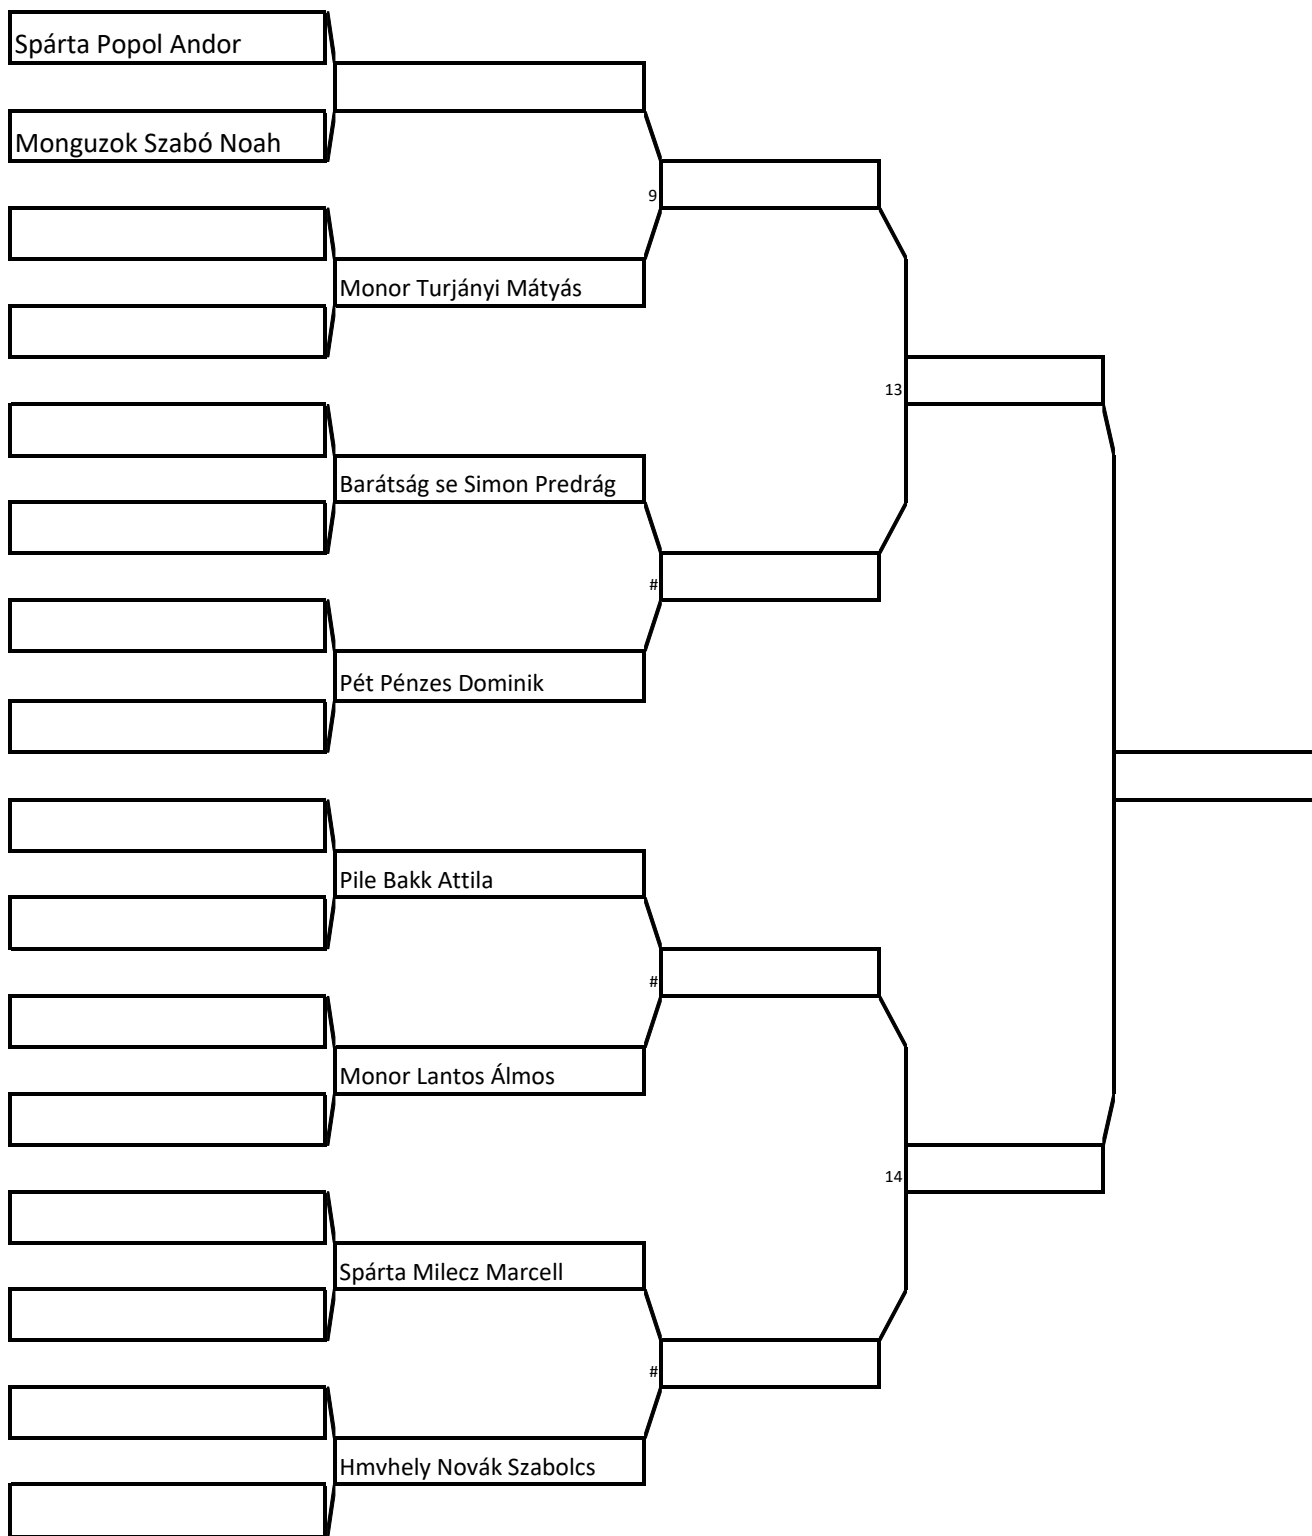 Spárta Popol Andor
Monguzok Szabó Noah
9
Monor Turjányi Mátyás
13
Barátság se Simon Predrág
#
Pét Pénzes Dominik
Pile Bakk Attila
#
Monor Lantos Álmos
14
Spárta Milecz Marcell
#
Hmvhely Novák Szabolcs